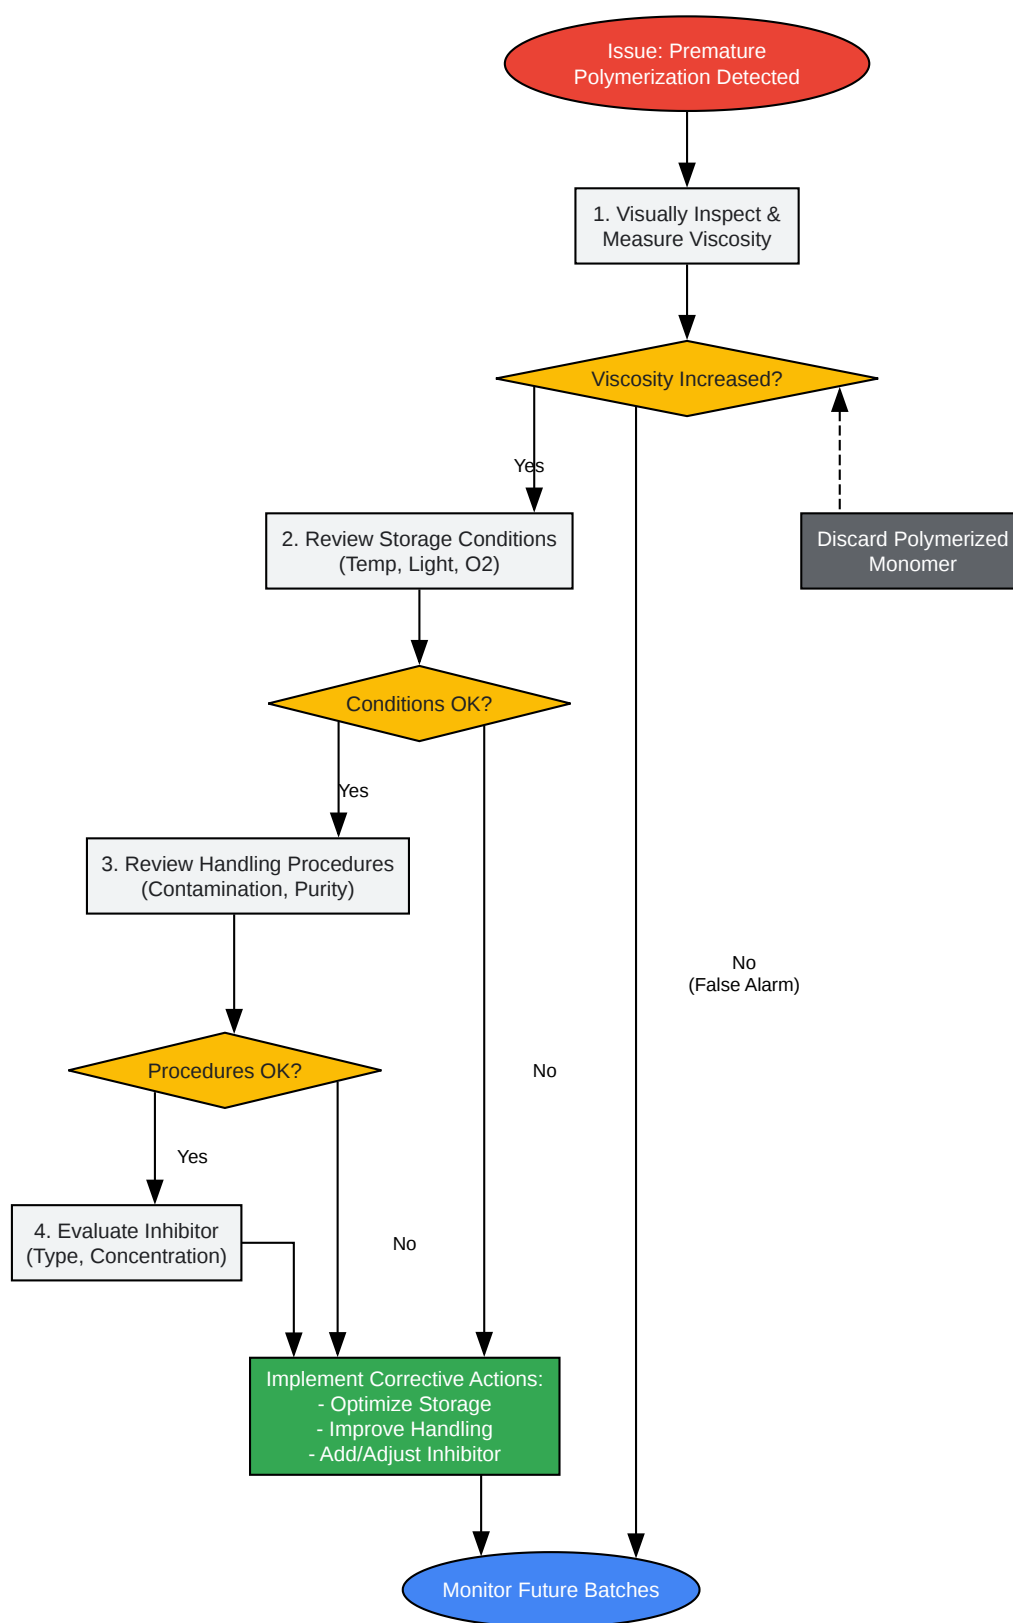 Issue: Premature
Polymerization Detected
1. Visually Inspect &
Measure Viscosity
Viscosity Increased?
Yes
2. Review Storage Conditions
(Temp, Light, O2)
Discard Polymerized
Monomer
Conditions OK?
Yes
3. Review Handling Procedures
(Contamination, Purity)
No
(False Alarm)
Procedures OK?
No
Yes
4. Evaluate Inhibitor
(Type, Concentration)
No
Implement Corrective Actions:
- Optimize Storage
- Improve Handling
- Add/Adjust Inhibitor
Monitor Future Batches